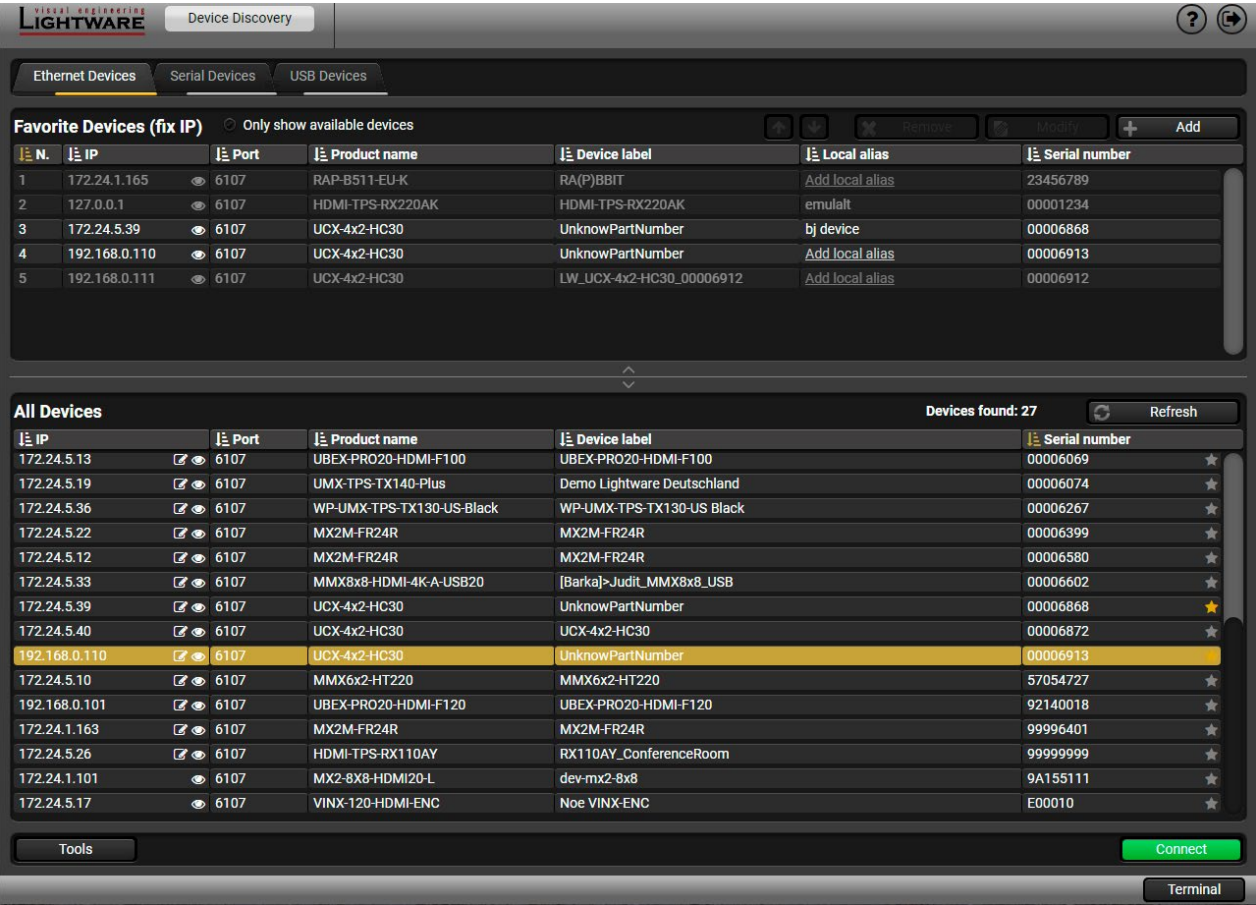 visual engineering
LIGHTWARE
Device Discovery
?
Ethernet Devices Serial Devices USB Devices
Favorite Devices (fix IP) Only show available devices Remove Modify Add
N. IP Port Product name Device label Local alias Serial number
1 172.24.1.165 6107 RAP-B511-EU-K RA(P)BBIT Add local alias 23456789
2 127.0.0.1 6107 HDMI-TPS-RX220AK HDMI-TPS-RX220AK emulalt 00001234
3 172.24.5.39 6107 UCX-4x2-HC30 UnknowPartNumber bj device 00006868
4 192.168.0.110 6107 UCX-4x2-HC30 UnknowPartNumber Add local alias 00006913
5 192.168.0.111 6107 UCX-4x2-HC30 LW_UCX-4x2-HC30_00006912 Add local alias 00006912
All Devices Devices found: 27 Refresh
IP Port Product name Device label Serial number
172.24.5.13 6107 UBEX-PRO20-HDMI-F100 UBEX-PRO20-HDMI-F100 00006069
172.24.5.19 6107 UMX-TPS-TX140-Plus Demo Lightware Deutschland 00006074
172.24.5.36 6107 WP-UMX-TPS-TX130-US-Black WP-UMX-TPS-TX130-US Black 00006267
172.24.5.22 6107 MX2M-FR24R MX2M-FR24R 00006399
172.24.5.12 6107 MX2M-FR24R MX2M-FR24R 00006580
172.24.5.33 6107 MMX8x8-HDMI-4K-A-USB20 [Barka]>Judit_MMX8x8_USB 00006602
172.24.5.39 6107 UCX-4x2-HC30 UnknowPartNumber 00006868
172.24.5.40 6107 UCX-4x2-HC30 UCX-4x2-HC30 00006872
192.168.0.110 6107 UCX-4x2-HC30 UnknowPartNumber 00006913
172.24.5.10 6107 MMX6x2-HT220 MMX6x2-HT220 57054727
192.168.0.101 6107 UBEX-PRO20-HDMI-F120 UBEX-PRO20-HDMI-F120 92140018
172.24.1.163 6107 MX2M-FR24R MX2M-FR24R 99996401
172.24.5.26 6107 HDMI-TPS-RX110AY RX110AY_ConferenceRoom 99999999
172.24.1.101 6107 MX2-8X8-HDMI20-L dev-mx2-8x8 9A155111
172.24.5.17 6107 VINX-120-HDMI-ENC Noe VINX-ENC E00010
Tools Connect
Terminal